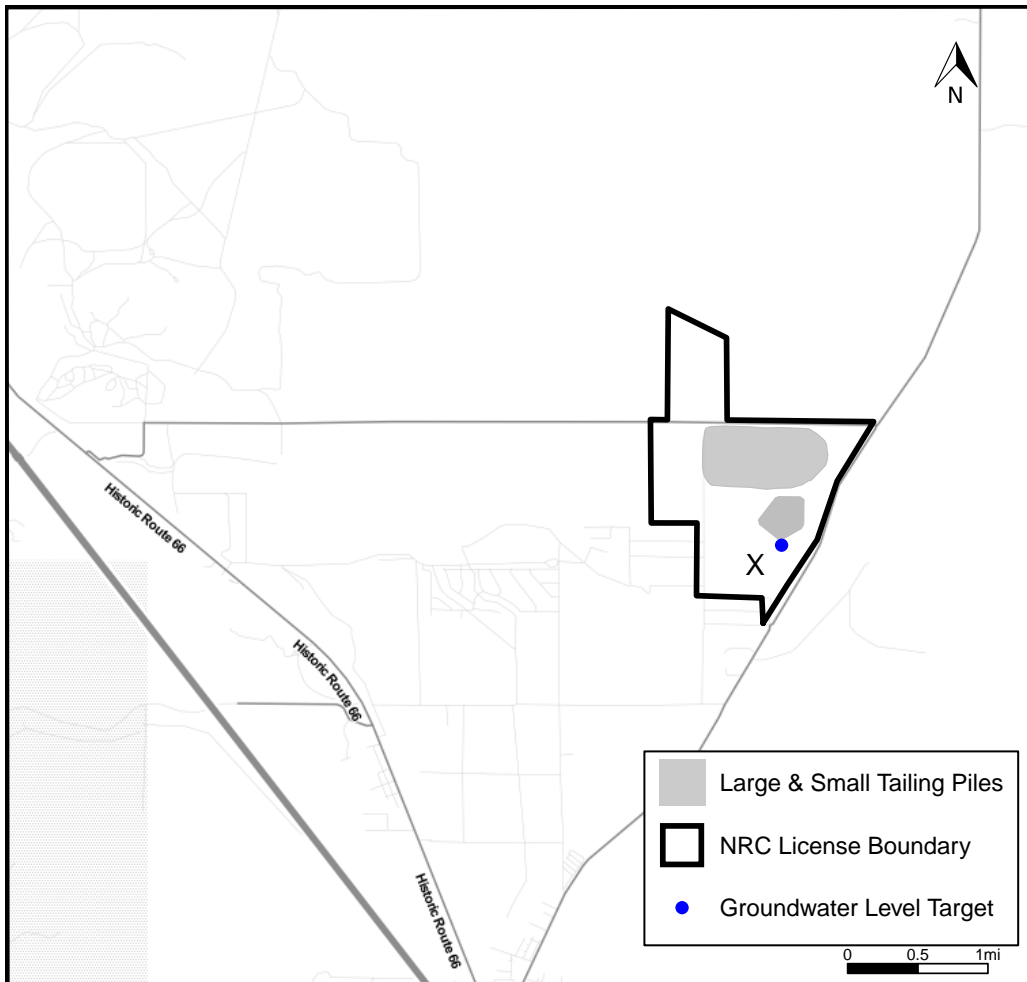 N
X
Historic Route 66
Historic Route 66
Historic Route 66
Large & Small Tailing Piles
NRC License Boundary
Groundwater Level Target
0 0.5 1mi